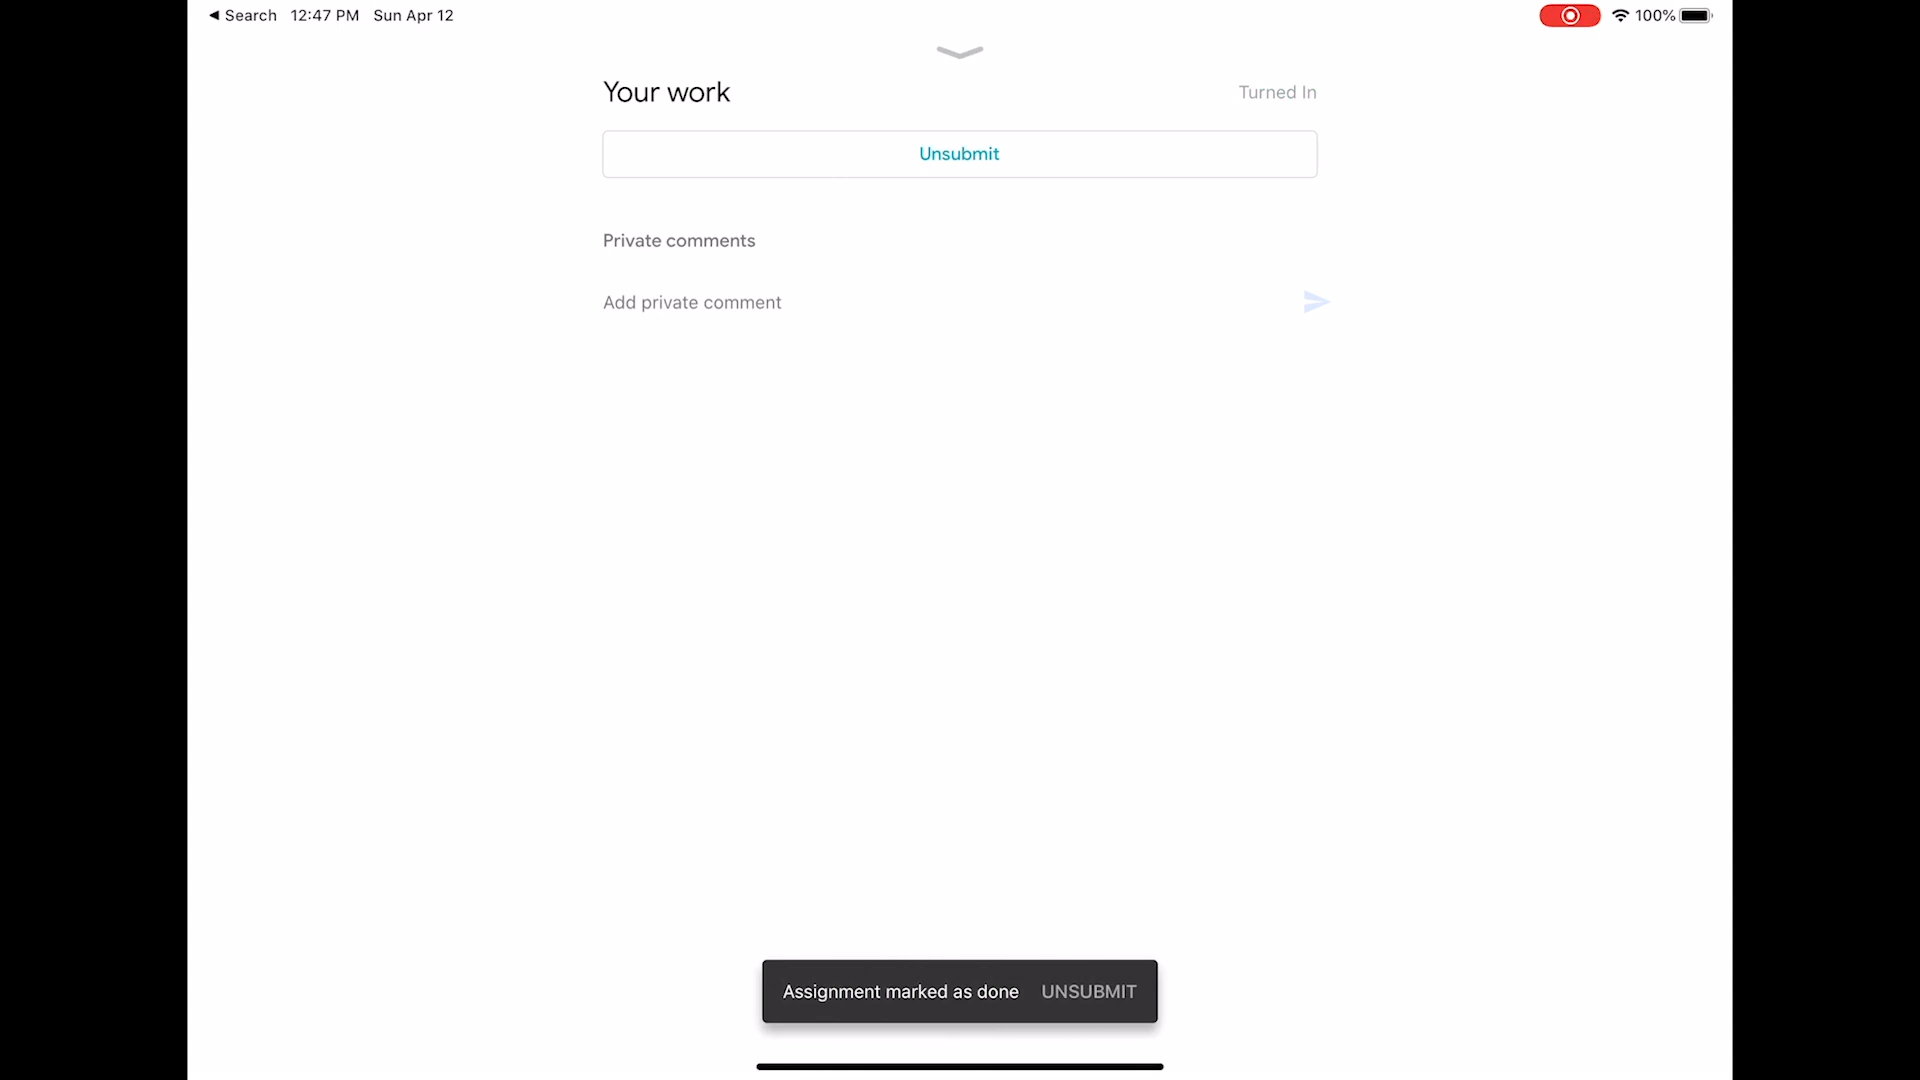 ◀ Search 12:47 PM Sun Apr 12 100%
Your work Turned In
Unsubmit
Private comments
Add private comment
Assignment marked as done UNSUBMIT